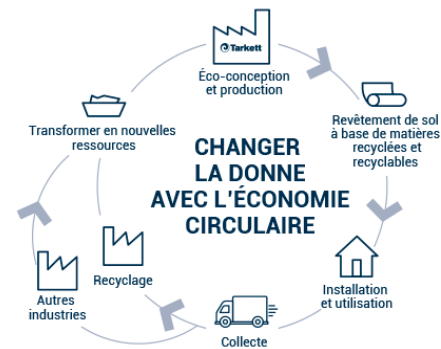 Tarkett
Éco-conception
et production
Revêtement de sol
à base de matières
recyclées et
recyclables
Transformer en nouvelles
ressources
CHANGER
LA DONNE
AVEC L'ÉCONOMIE
CIRCULAIRE
Installation
et utilisation
Recyclage
Autres
industries
Collecte